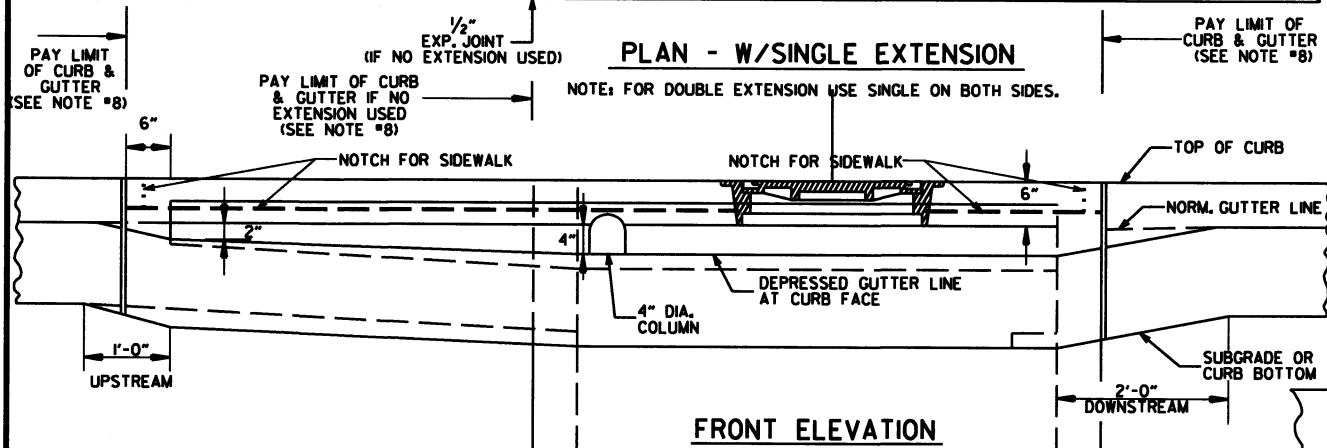 PAY LIMIT
OF CURB &
GUTTER
(SEE NOTE #8)
1/2"
EXP. JOINT
(IF NO EXTENSION USED)
PLAN - W/SINGLE EXTENSION
NOTE: FOR DOUBLE EXTENSION USE SINGLE ON BOTH SIDES.
PAY LIMIT OF
CURB & GUTTER
(SEE NOTE #8)
PAY LIMIT OF CURB
& GUTTER IF NO
EXTENSION USED
(SEE NOTE #8)
6"
NOTCH FOR SIDEWALK
NOTCH FOR SIDEWALK
TOP OF CURB
6"
NORM. GUTTER LINE
2"
4"
DEPRESSED GUTTER LINE
AT CURB FACE
4" DIA.
COLUMN
1'-0"
UPSTREAM
SUBGRADE OR
CURB BOTTOM
2'-0"
DOWNSTREAM
FRONT ELEVATION